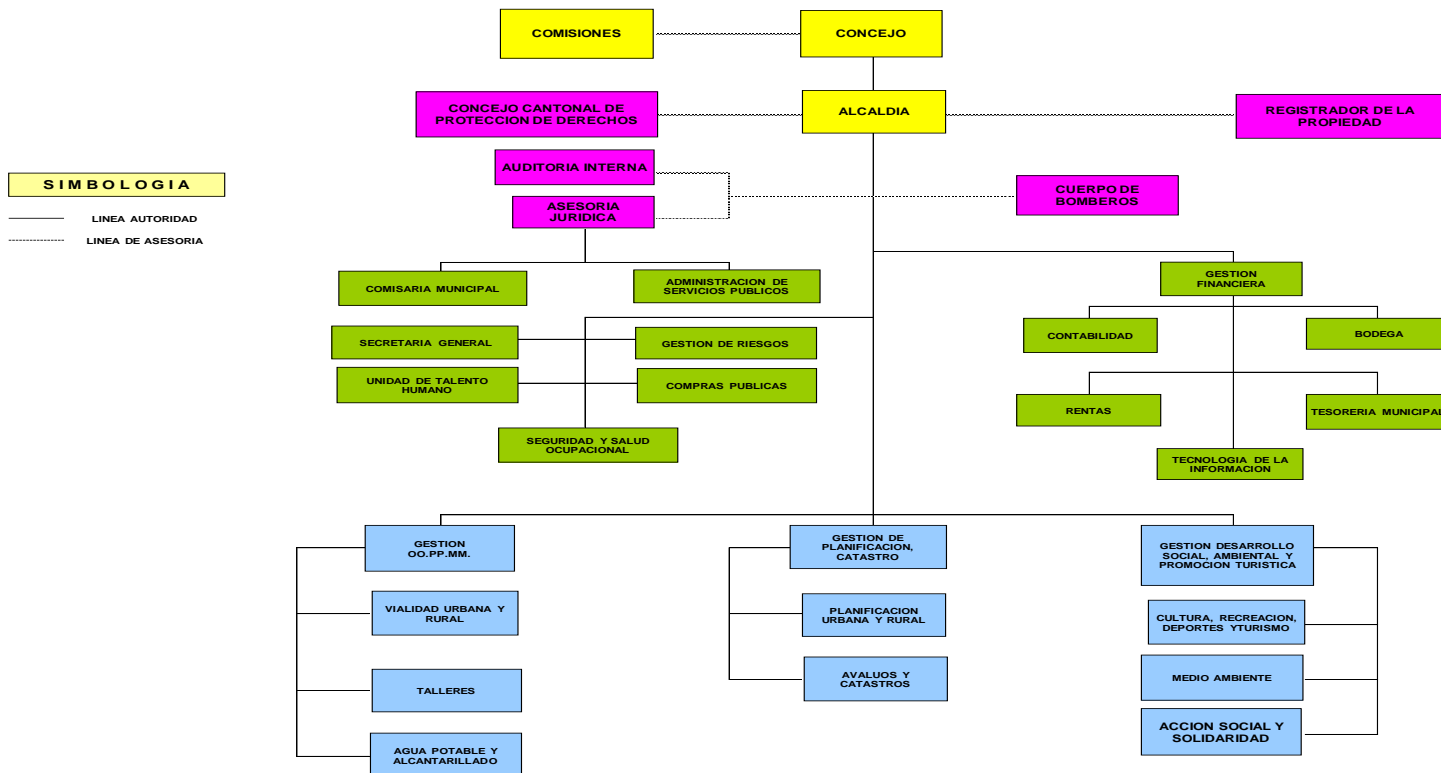 COMISIONES
CONCEJO
CONCEJO CANTONAL DE
PROTECCION DE DERECHOS
ALCALDIA
REGISTRADOR DE LA
PROPIEDAD
AUDITORIA INTERNA
SIMBOLOGIA
LINEA AUTORIDAD
LINEA DE ASESORIA
ASESORIA
JURIDICA
CUERPO DE
BOMBEROS
COMISARIA MUNICIPAL
ADMINISTRACION DE
SERVICIOS PUBLICOS
GESTION
FINANCIERA
SECRETARIA GENERAL
GESTION DE RIESGOS
CONTABILIDAD
BODEGA
UNIDAD DE TALENTO
HUMANO
COMPRAS PUBLICAS
RENTAS
TESORERIA MUNICIPAL
SEGURIDAD Y SALUD
OCUPACIONAL
TECNOLOGIA DE LA
INFORMACION
GESTION
OO.PP.MM.
GESTION DE
PLANIFICACION,
CATASTRO
GESTION DESARROLLO
SOCIAL, AMBIENTAL Y
PROMOCION TURISTICA
VIALIDAD URBANA Y
RURAL
PLANIFICACION
URBANA Y RURAL
CULTURA, RECREACION,
DEPORTES YTURISMO
TALLERES
AVALUOS Y
CATASTROS
MEDIO AMBIENTE
AGUA POTABLE Y
ALCANTARILLADO
ACCION SOCIAL Y
SOLIDARIDAD